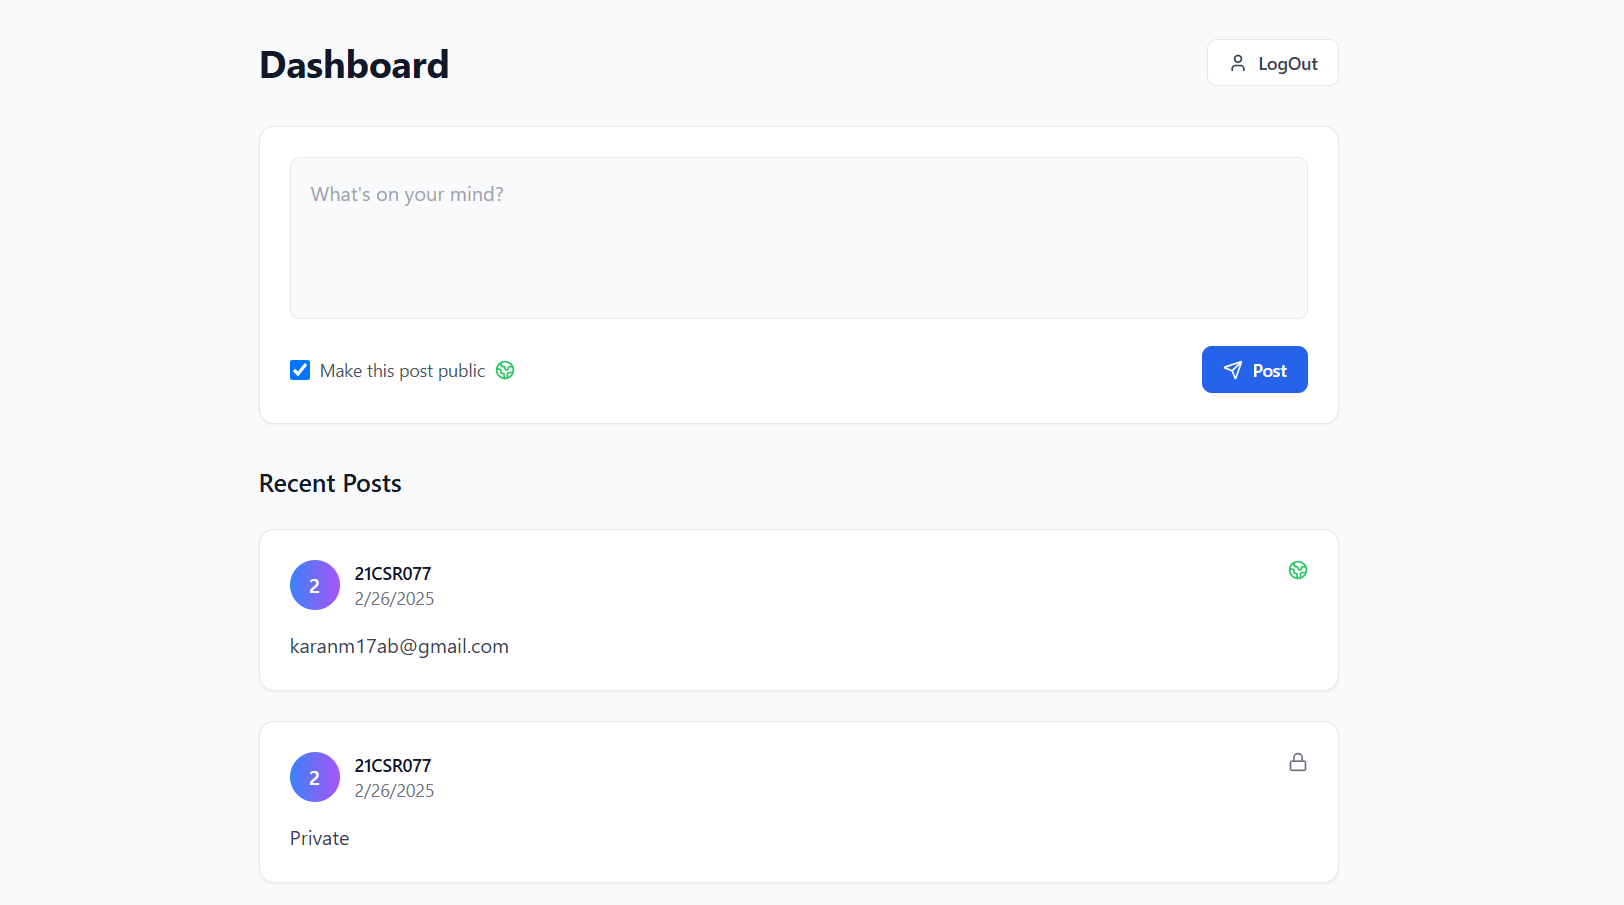 Dashboard
LogOut
What's on your mind?
Make this post public
Post
Recent Posts
2
21CSR077
2/26/2025
karanm17ab@gmail.com
2
21CSR077
2/26/2025
Private